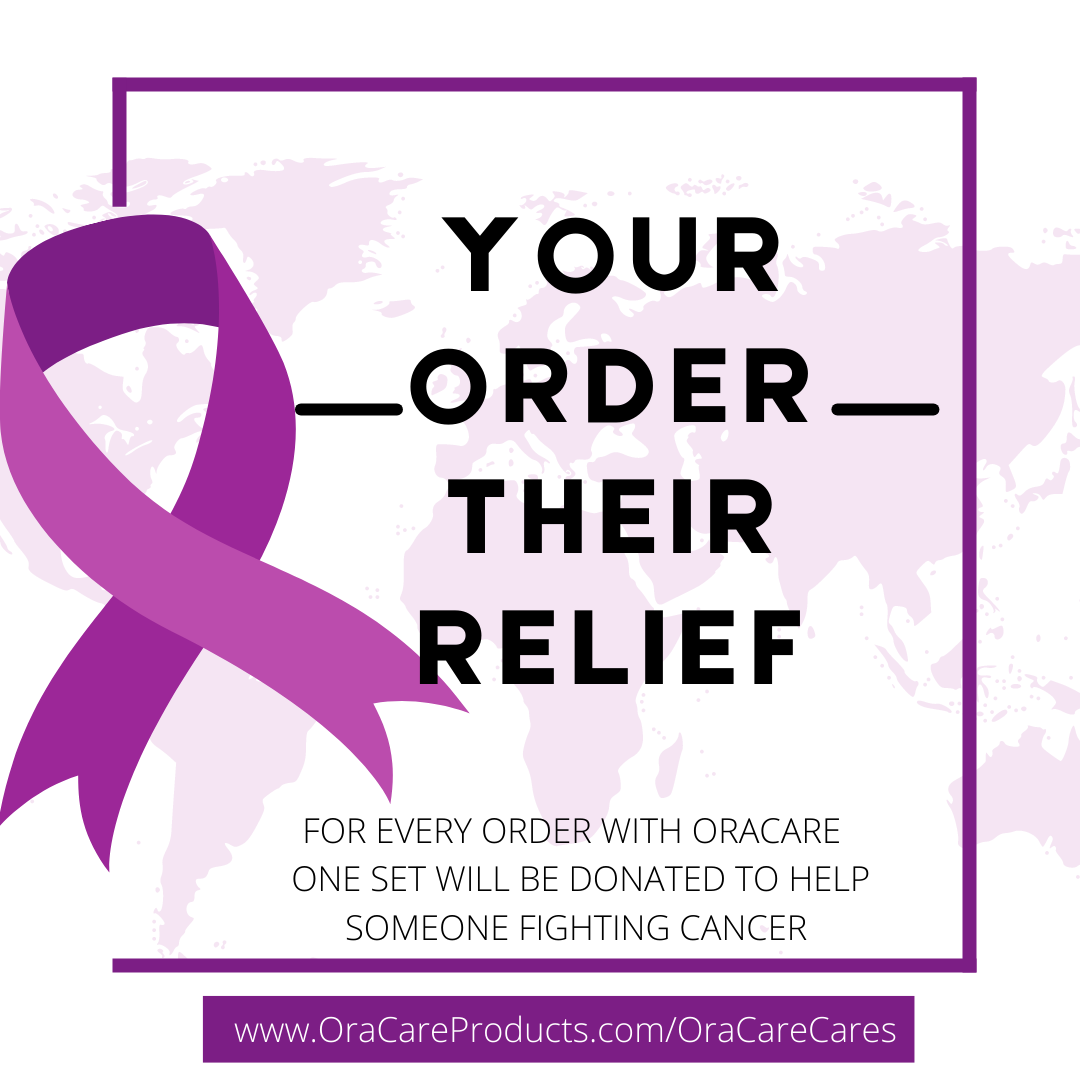 YOUR
ORDER
THEIR
RELIEF
FOR EVERY ORDER WITH ORACARE
ONE SET WILL BE DONATED TO HELP
SOMEONE FIGHTING CANCER
www.OraCareProducts.com/OraCareCares